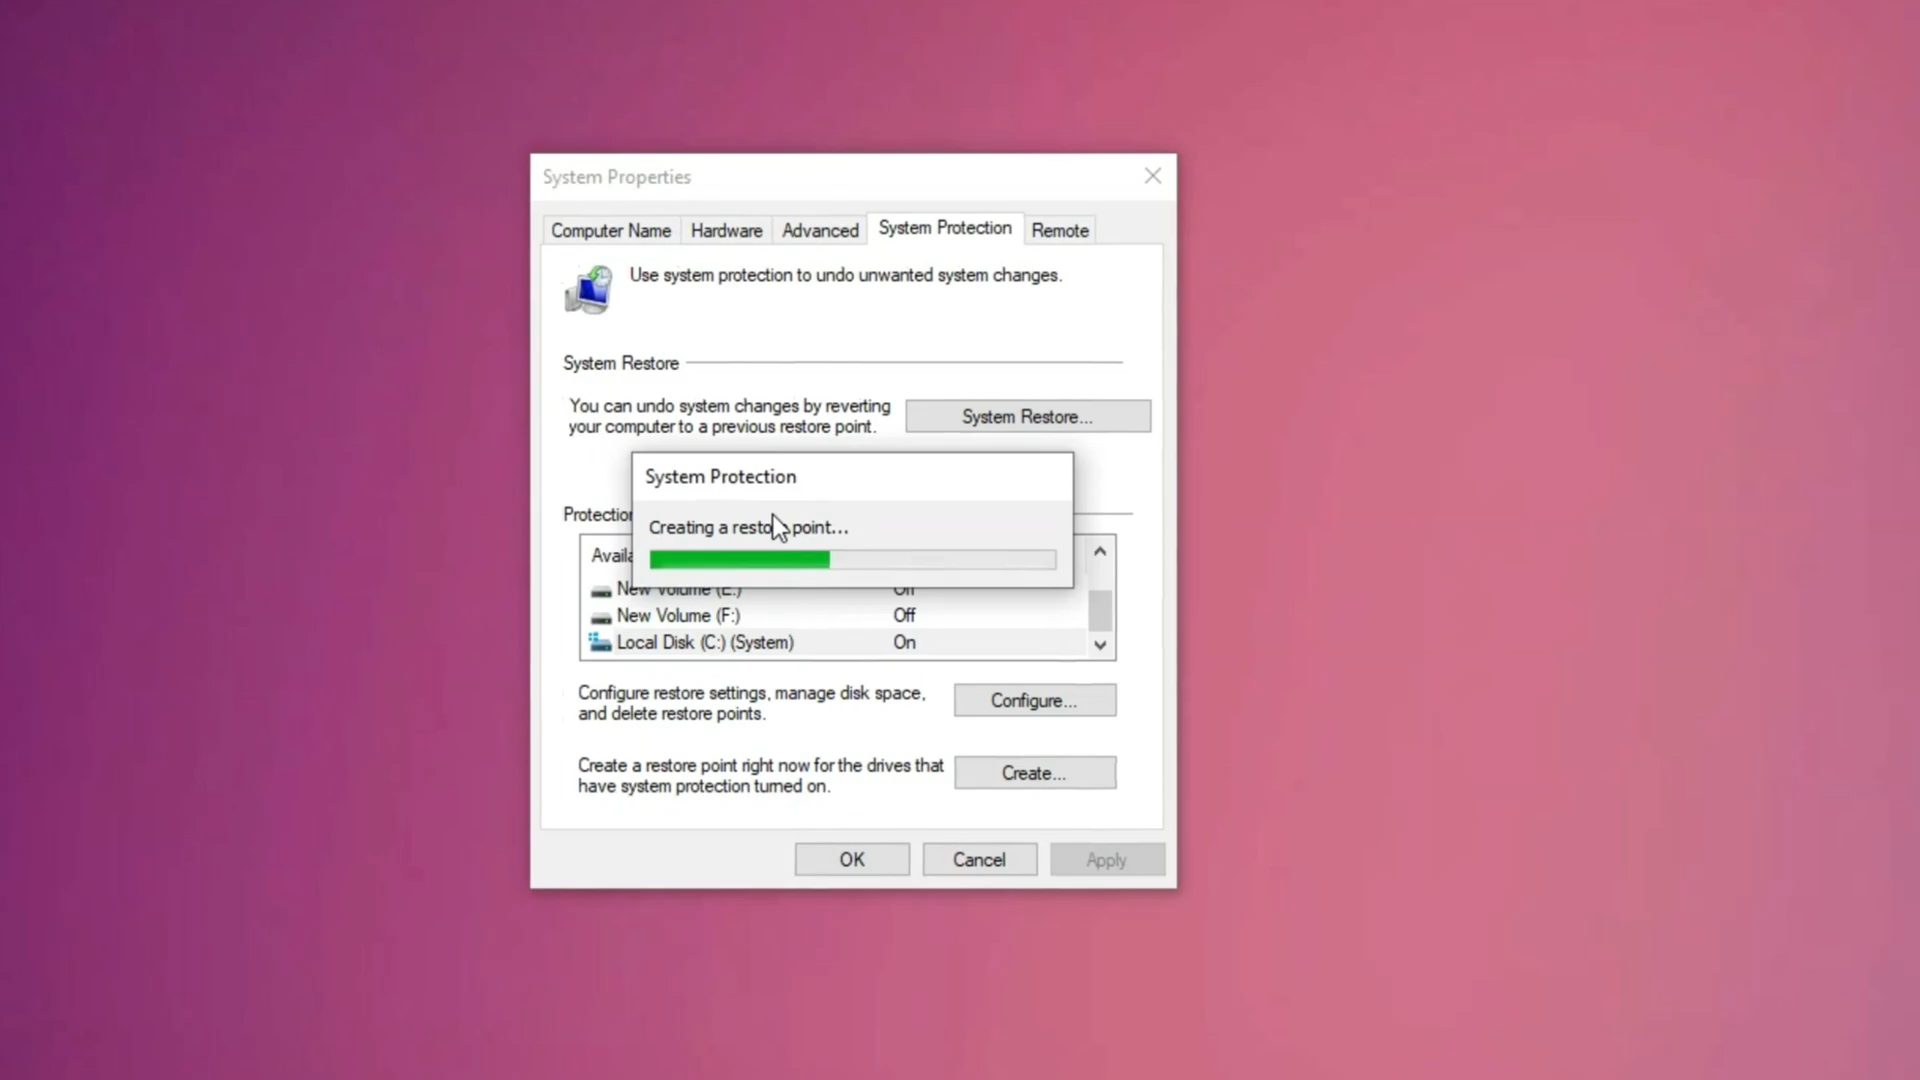 System Properties
Computer Name Hardware Advanced System Protection Remote
Use system protection to undo unwanted system changes.
System Restore
You can undo system changes by reverting
your computer to a previous restore point.
System Restore...
System Protection
Creating a restore point...
New Volume (E:) Off
New Volume (F:) Off
Local Disk (C:) (System) On
Configure restore settings, manage disk space,
and delete restore points.
Configure...
Create a restore point right now for the drives that
have system protection turned on.
Create...
OK Cancel Apply